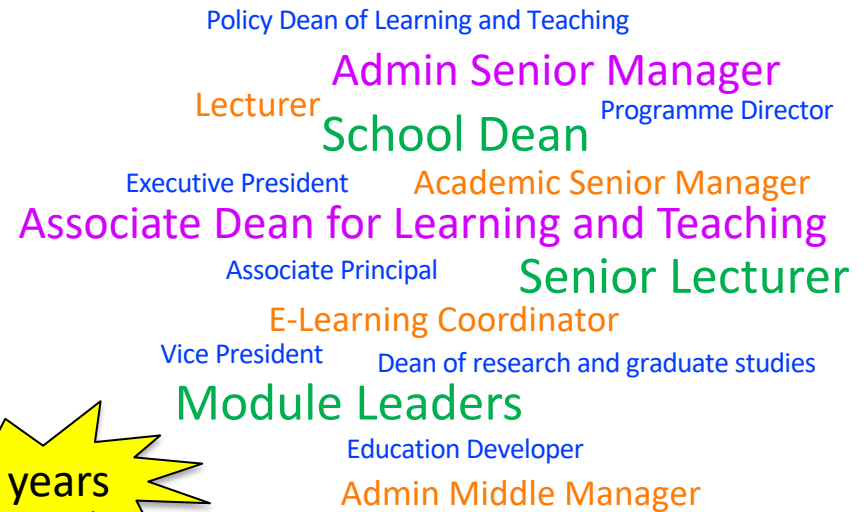 Policy Dean of Learning and Teaching
Admin Senior Manager
Lecturer
Programme Director
School Dean
Executive President
Academic Senior Manager
Associate Dean for Learning and Teaching
Associate Principal
Senior Lecturer
E-Learning Coordinator
Vice President
Dean of research and graduate studies
Module Leaders
Education Developer
years
Admin Middle Manager